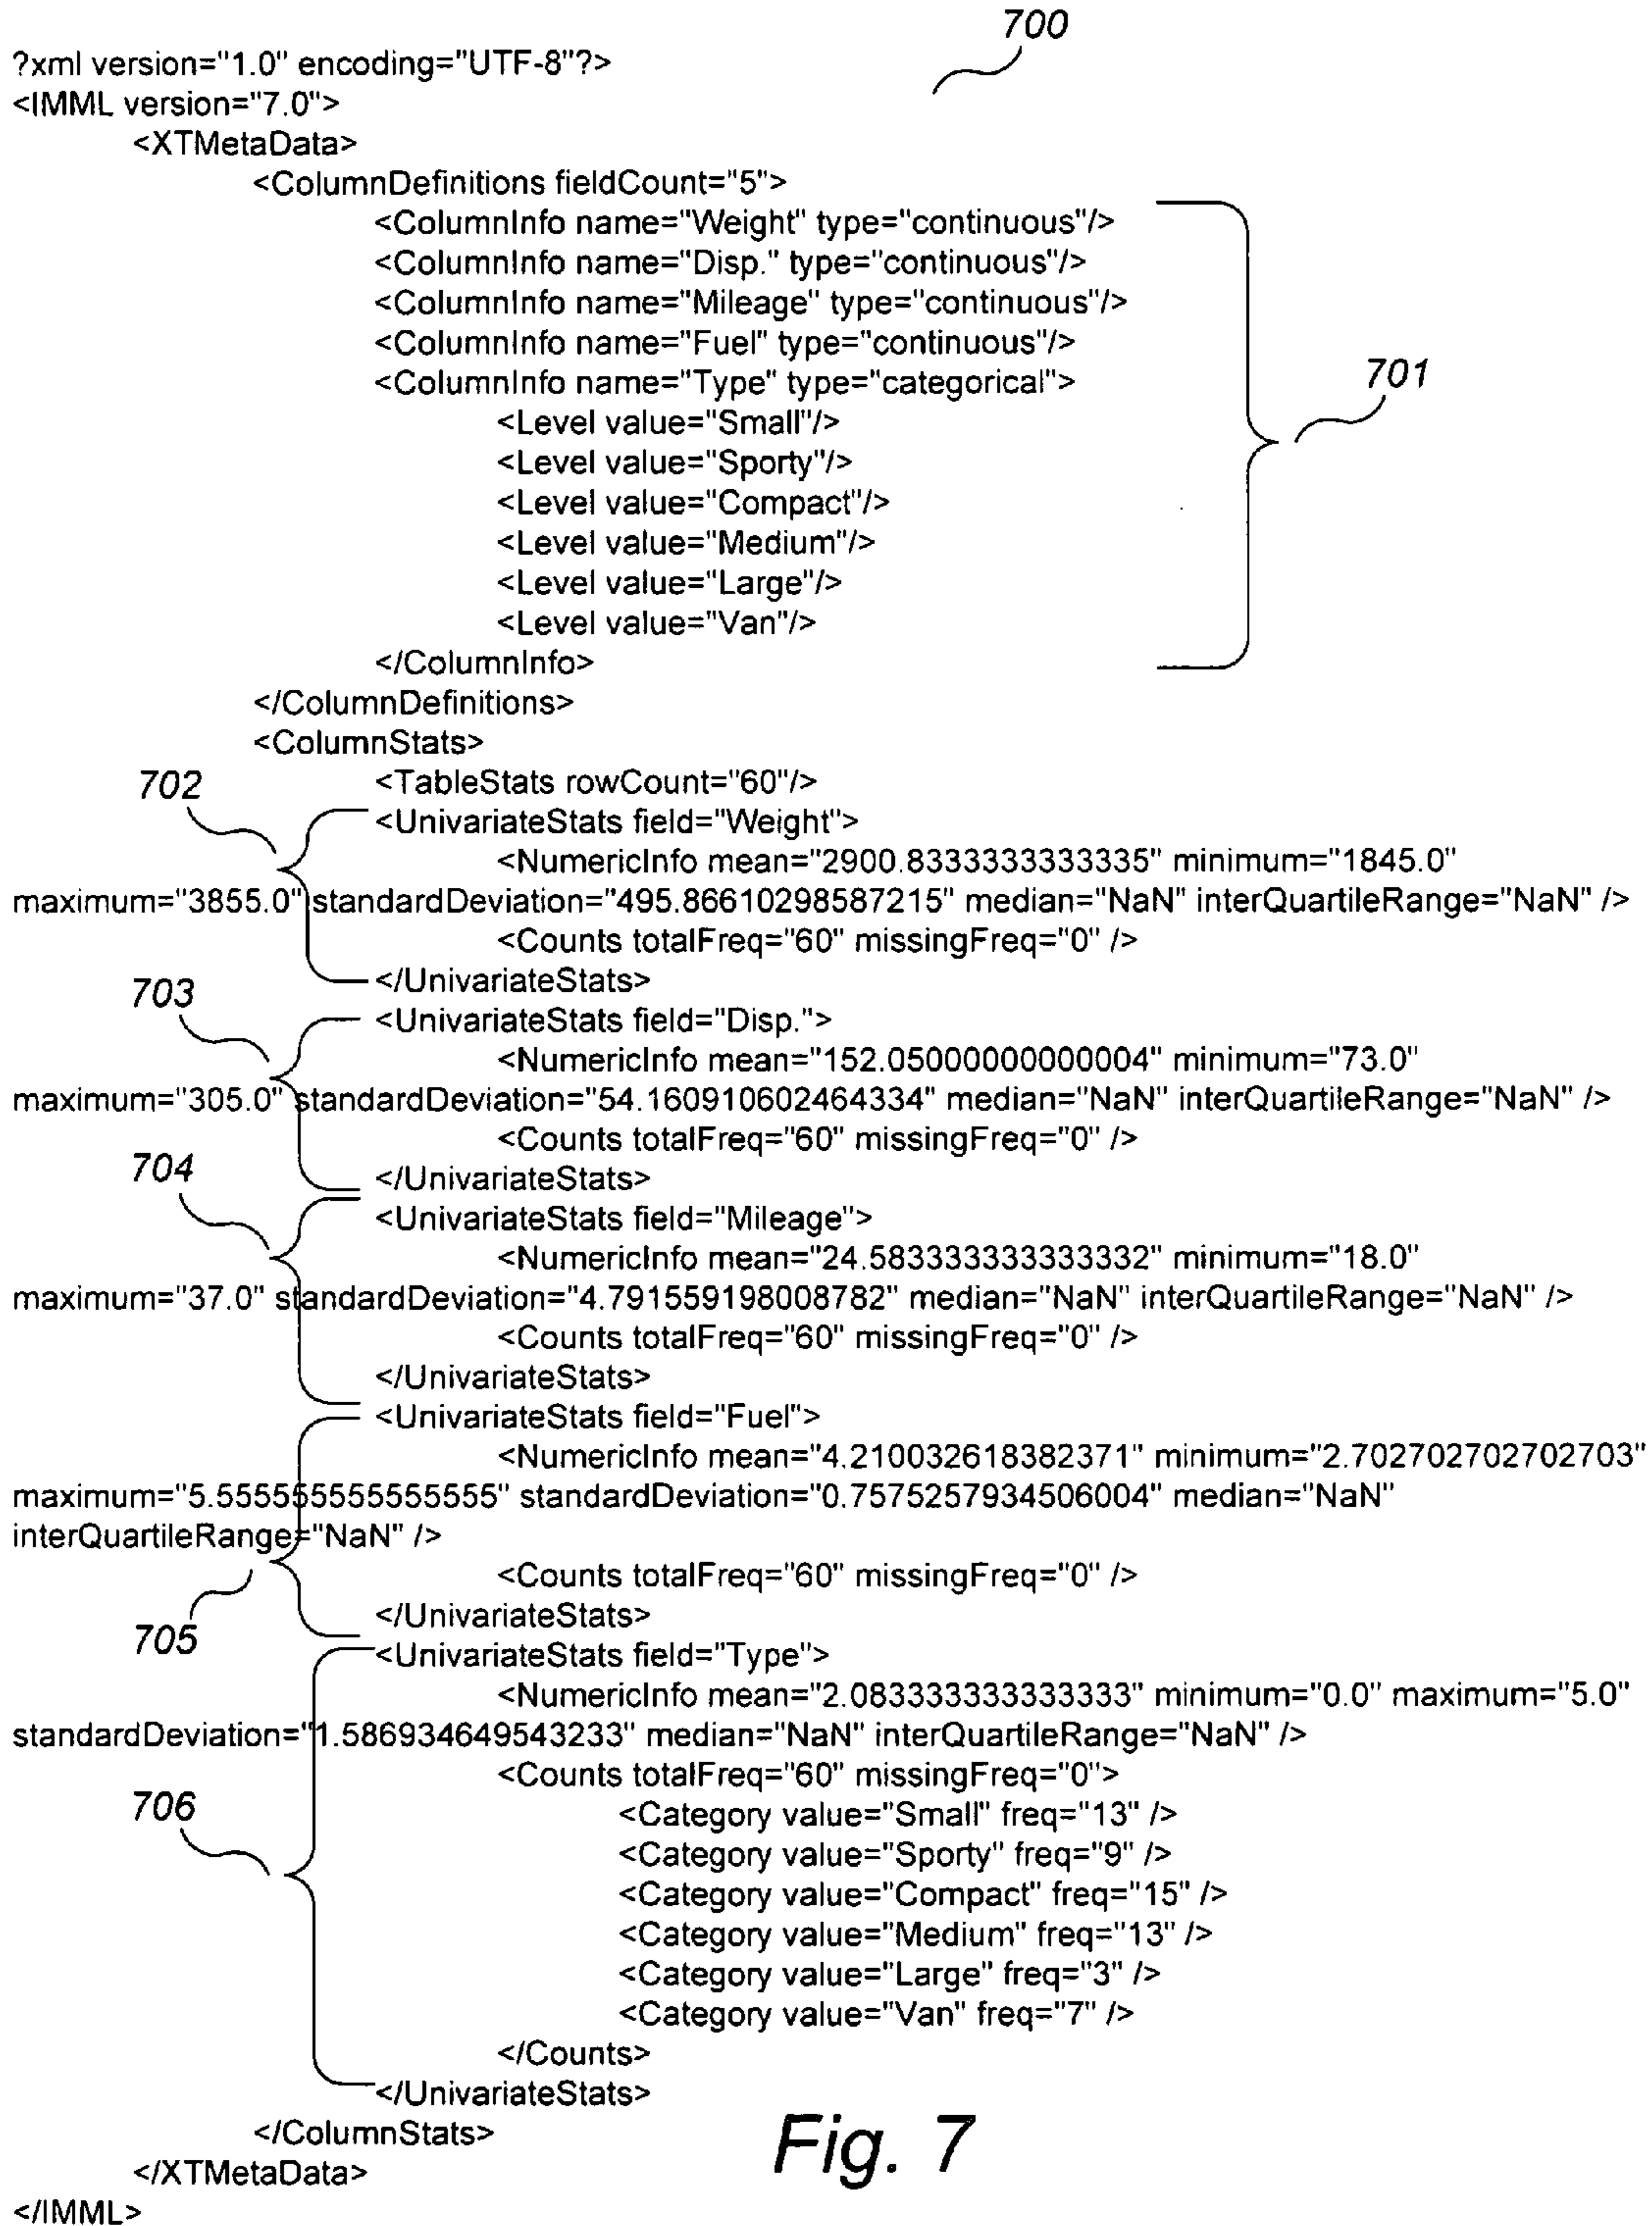 700
?xml version="1.0" encoding="UTF-8"?>
<IMML version="7.0">
<XTMetaData>
<ColumnDefinitions fieldCount="5">
<ColumnInfo name="Weight" type="continuous"/>
<ColumnInfo name="Disp." type="continuous"/>
<ColumnInfo name="Mileage" type="continuous"/>
<ColumnInfo name="Fuel" type="continuous"/>
<ColumnInfo name="Type" type="categorical">
701
<Level value="Small"/>
<Level value="Sporty"/>
<Level value="Compact"/>
<Level value="Medium"/>
<Level value="Large"/>
<Level value="Van"/>
</ColumnInfo>
</ColumnDefinitions>
<ColumnStats>
702
<TableStats rowCount="60"/>
<UnivariateStats field="Weight">
<NumericInfo mean="2900.8333333333335" minimum="1845.0"
maximum="3855.0" standardDeviation="495.86610298587215" median="NaN" interQuartileRange="NaN" />
<Counts totalFreq="60" missingFreq="0" />
</UnivariateStats>
703
<UnivariateStats field="Disp.">
<NumericInfo mean="152.05000000000004" minimum="73.0"
maximum="305.0" standardDeviation="54.160910602464334" median="NaN" interQuartileRange="NaN" />
<Counts totalFreq="60" missingFreq="0" />
704
</UnivariateStats>
<UnivariateStats field="Mileage">
<NumericInfo mean="24.583333333333332" minimum="18.0"
maximum="37.0" standardDeviation="4.791559198008782" median="NaN" interQuartileRange="NaN" />
<Counts totalFreq="60" missingFreq="0" />
</UnivariateStats>
<UnivariateStats field="Fuel">
<NumericInfo mean="4.210032618382371" minimum="2.702702702702703"
maximum="5.555555555555555" standardDeviation="0.7575257934506004" median="NaN"
interQuartileRange="NaN" />
<Counts totalFreq="60" missingFreq="0" />
</UnivariateStats>
705
<UnivariateStats field="Type">
<NumericInfo mean="2.083333333333333" minimum="0.0" maximum="5.0"
standardDeviation="1.586934649543233" median="NaN" interQuartileRange="NaN" />
<Counts totalFreq="60" missingFreq="0">
706
<Category value="Small" freq="13" />
<Category value="Sporty" freq="9" />
<Category value="Compact" freq="15" />
<Category value="Medium" freq="13" />
<Category value="Large" freq="3" />
<Category value="Van" freq="7" />
</Counts>
</UnivariateStats>
</ColumnStats>
</XTMetaData>
</IMML>
Fig. 7